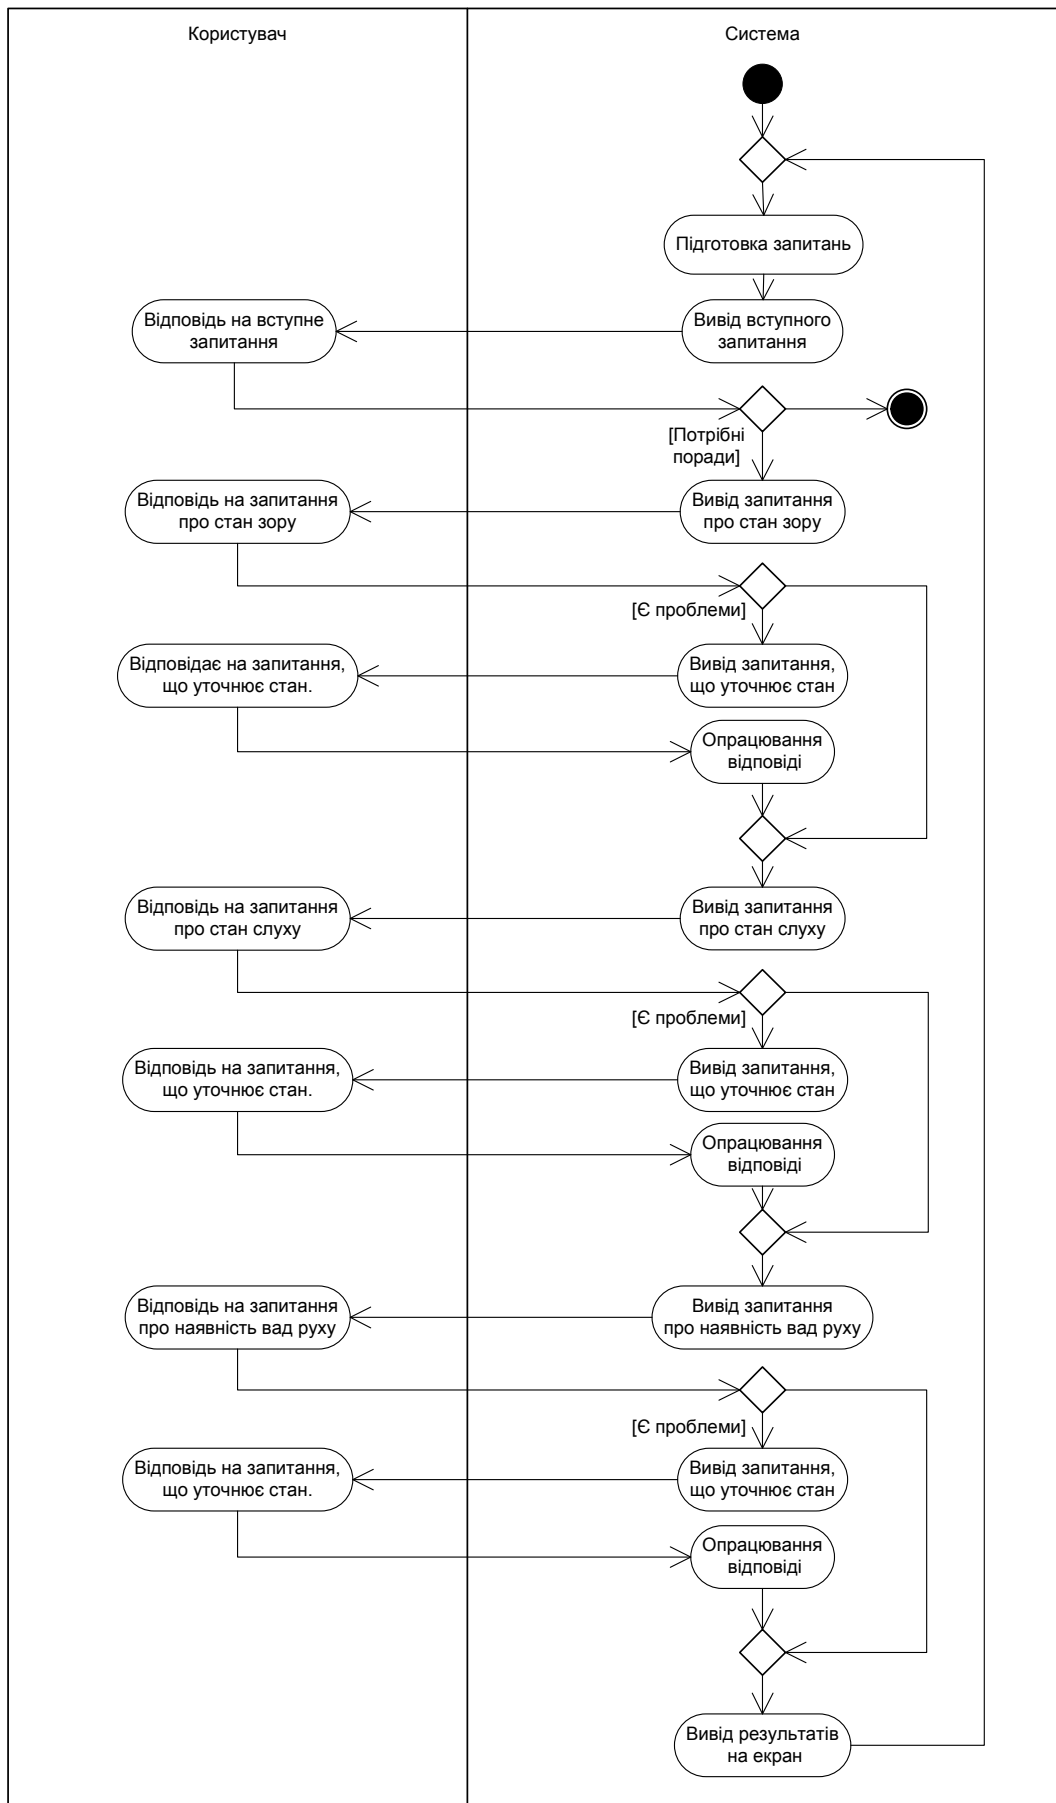 Користувач
Система
Підготовка запитань
Відповідь на вступне
запитання
Вивід вступного
запитання
[Потрібні
поради]
Відповідь на запитання
про стан зору
Вивід запитання
про стан зору
[Є проблеми]
Відповідає на запитання,
що уточнює стан.
Вивід запитання,
що уточнює стан
Опрацювання
відповіді
Відповідь на запитання
про стан слуху
Вивід запитання
про стан слуху
[Є проблеми]
Відповідь на запитання,
що уточнює стан.
Вивід запитання,
що уточнює стан
Опрацювання
відповіді
Відповідь на запитання
про наявність вад руху
Вивід запитання
про наявність вад руху
[Є проблеми]
Відповідь на запитання,
що уточнює стан.
Вивід запитання,
що уточнює стан
Опрацювання
відповіді
Вивід результатів
на екран